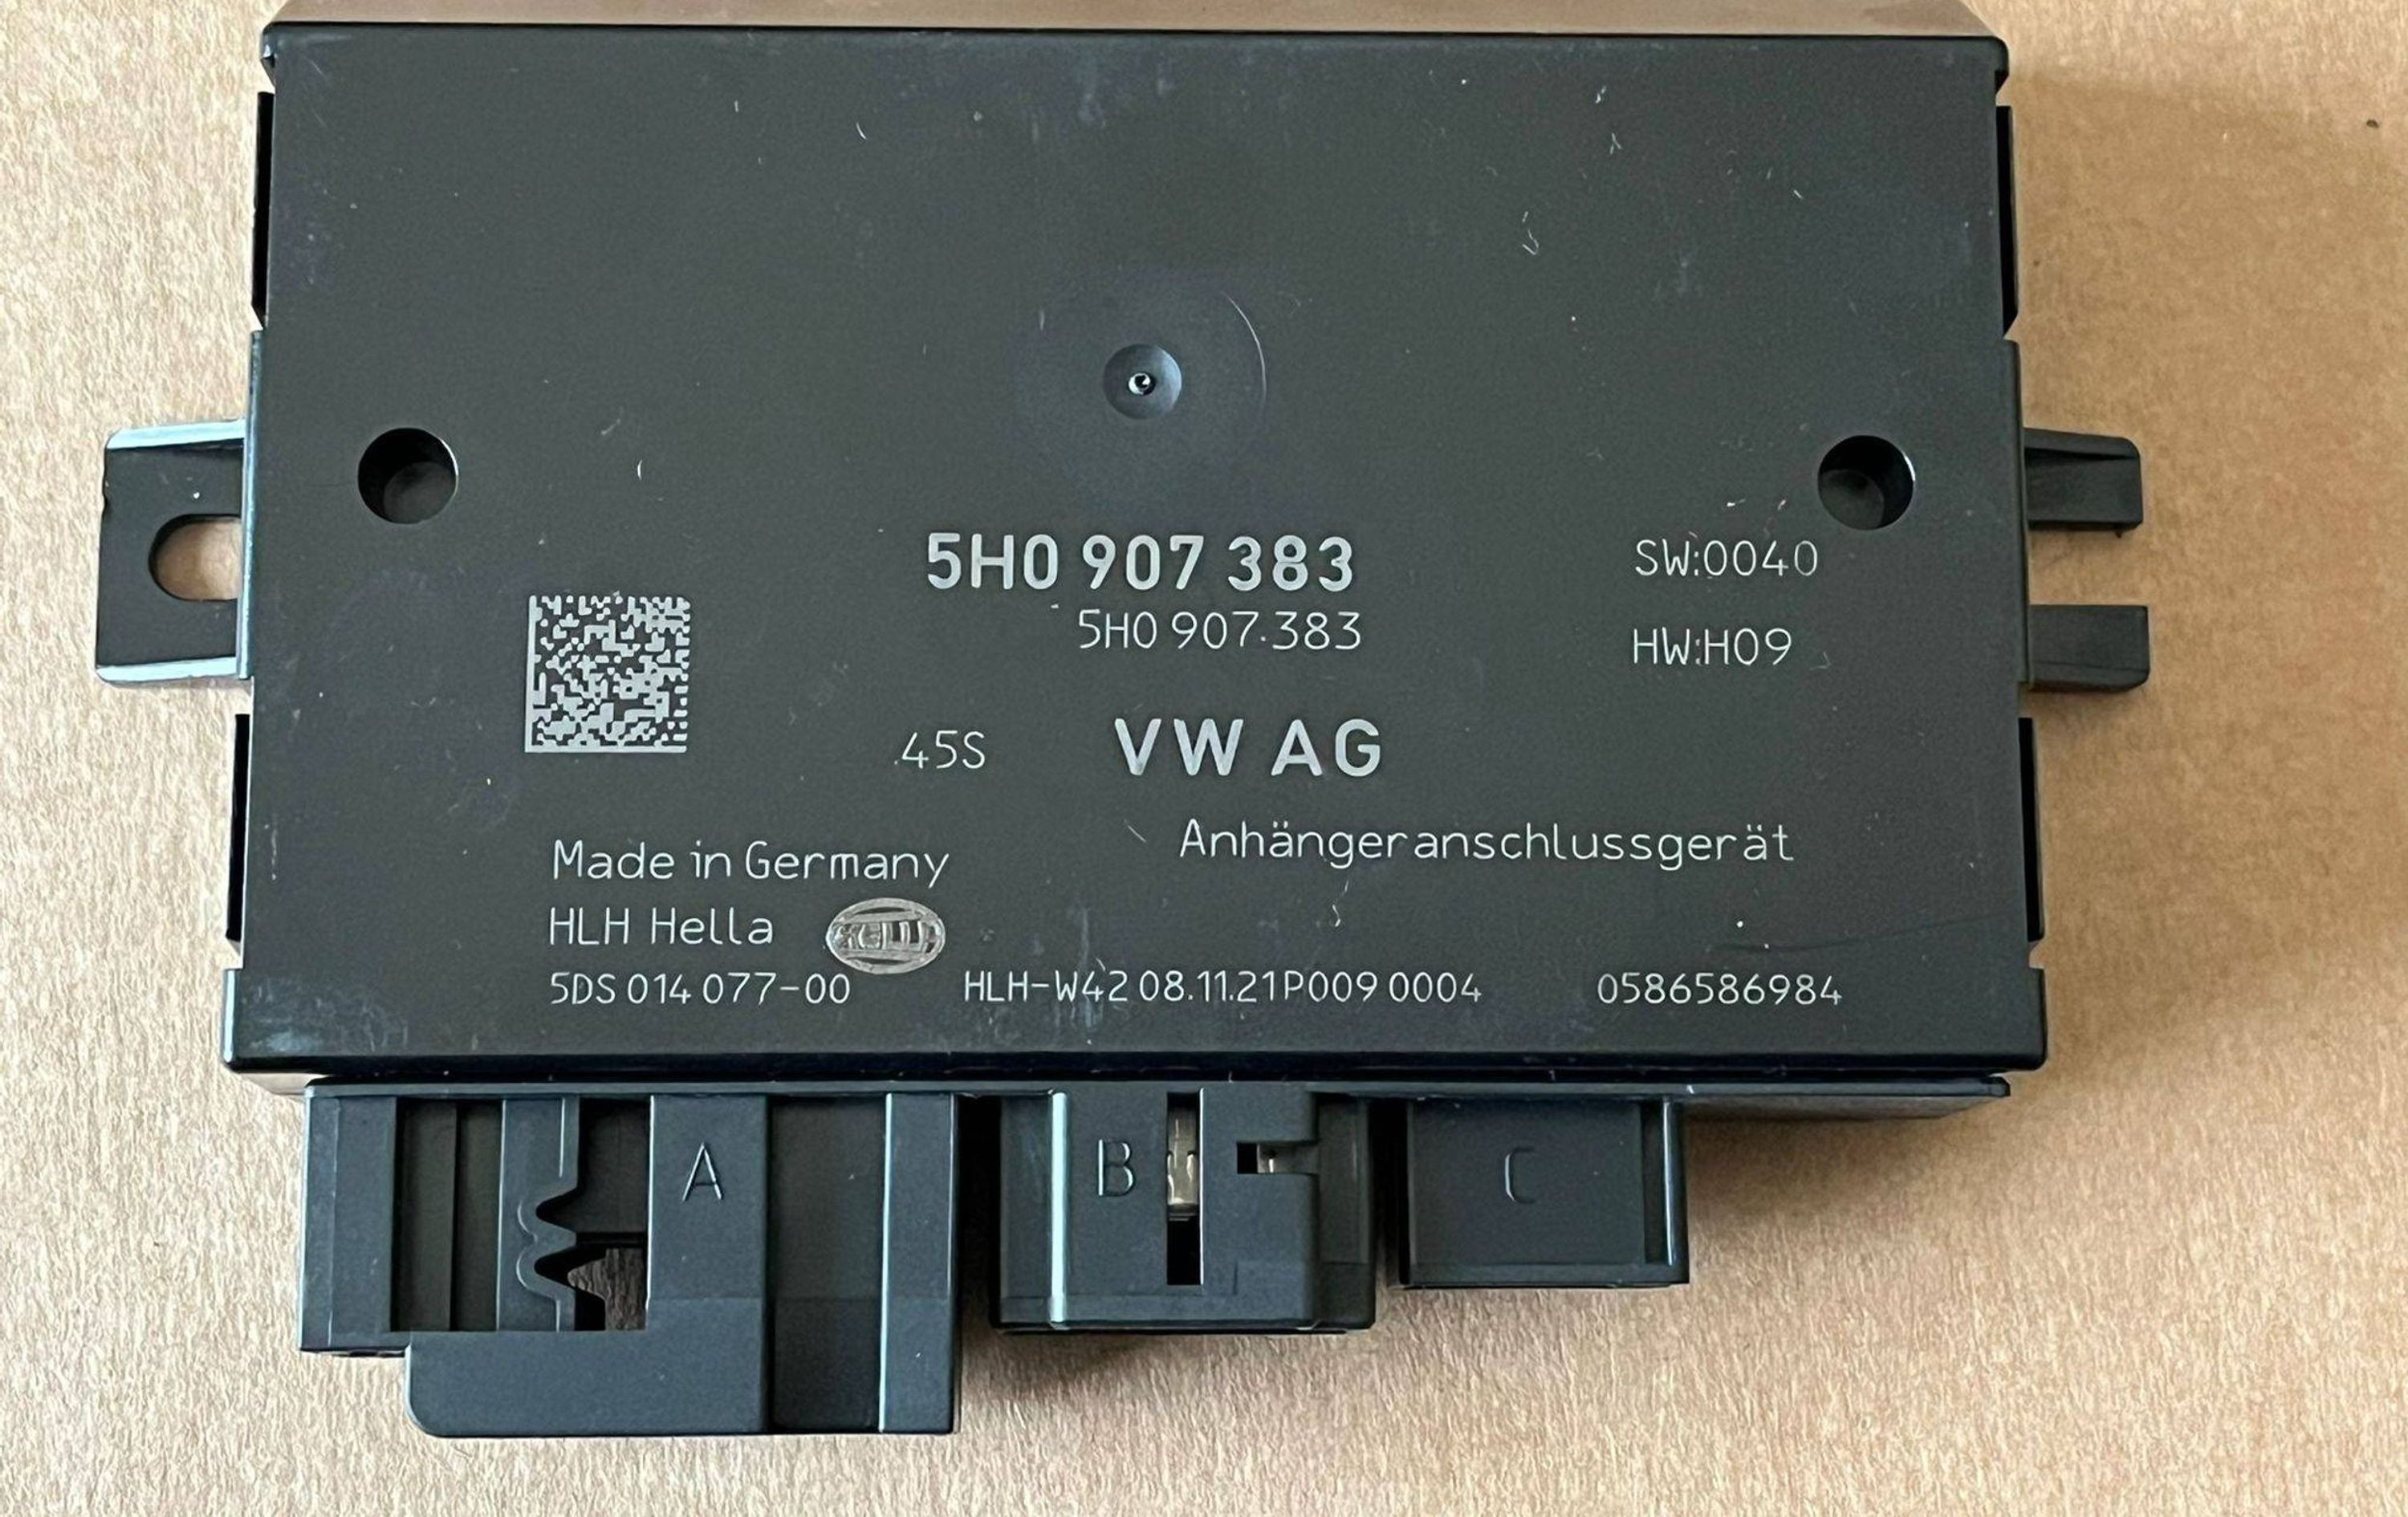 5H0 907 383
5H0 907.383
SW:0040
HW:H09
.45S
VW AG
Anhängeranschlussgerät
Made in Germany
HLH Hella
HELLA
5DS 014 077-00
HLH-W42 08.11.21P009 0004
0586586984
A
B
C